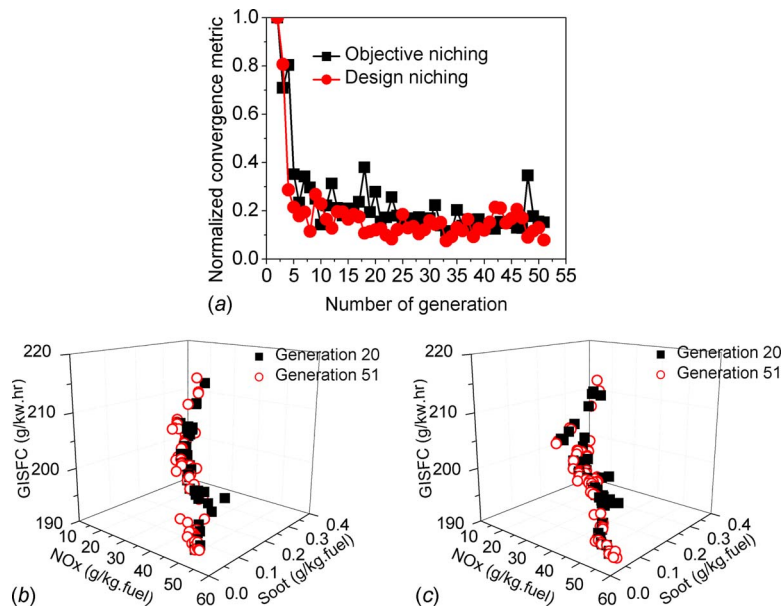 1.0
0.8
0.6
0.4
0.2
0.0
Normalized convergence metric
Objective niching
Design niching
0 5 10 15 20 25 30 35 40 45 50 55
(a) Number of generation
220
210
200
190
GISFC (g/kw.hr)
Generation 20
Generation 51
10 20 30 40 50 60
NOx (g/kg.fuel)
0.0 0.1 0.2 0.3 0.4
Soot (g/kg.fuel)
(b)
220
210
200
190
GISFC (g/kw.hr)
Generation 20
Generation 51
10 20 30 40 50 60
NOx (g/kg.fuel)
0.0 0.1 0.2 0.3 0.4
Soot (g/kg.fuel)
(c)